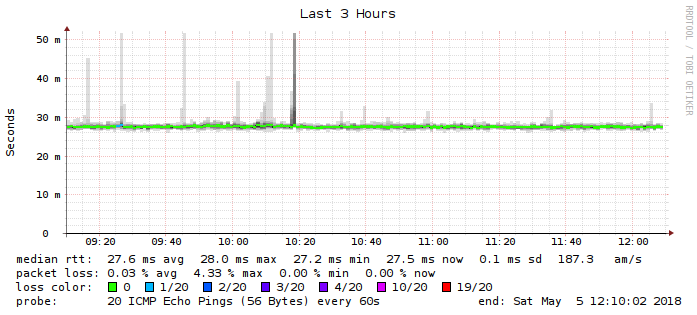 Last 3 Hours
RRDTOOL / TOBI OETIKER
Seconds
50 m
40 m
30 m
20 m
10 m
0
09:20 09:40 10:00 10:20 10:40 11:00 11:20 11:40 12:00
median rtt: 27.6 ms avg 28.0 ms max 27.2 ms min 27.5 ms now 0.1 ms sd 187.3 am/s
packet loss: 0.03 % avg 4.33 % max 0.00 % min 0.00 % now
loss color: 0 1/20 2/20 3/20 4/20 10/20 19/20
probe: 20 ICMP Echo Pings (56 Bytes) every 60s end: Sat May 5 12:10:02 2018